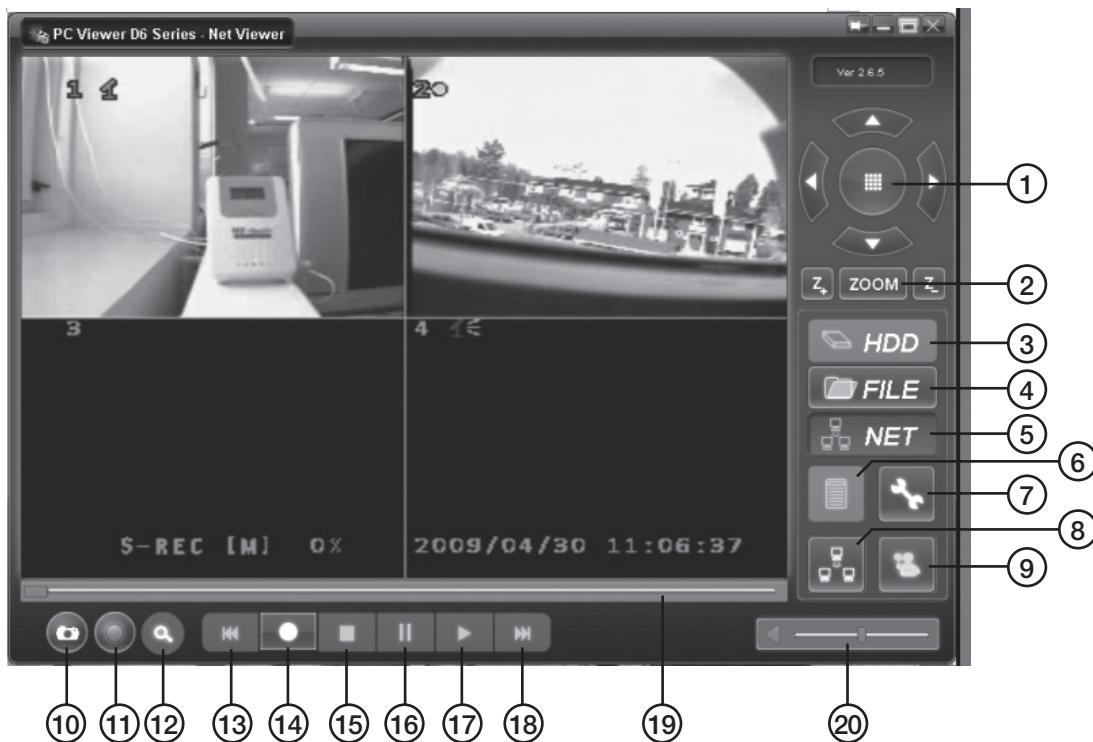 PC Viewer D6 Series - Net Viewer
Ver 2.6.5
1
2
3
4
1
Z+ ZOOM Z-
2
HDD
3
FILE
4
NET
5
6
7
8
9
S-REC [M] 0%
2009/04/30 11:06:37
10 11 12 13 14 15 16 17 18 19 20